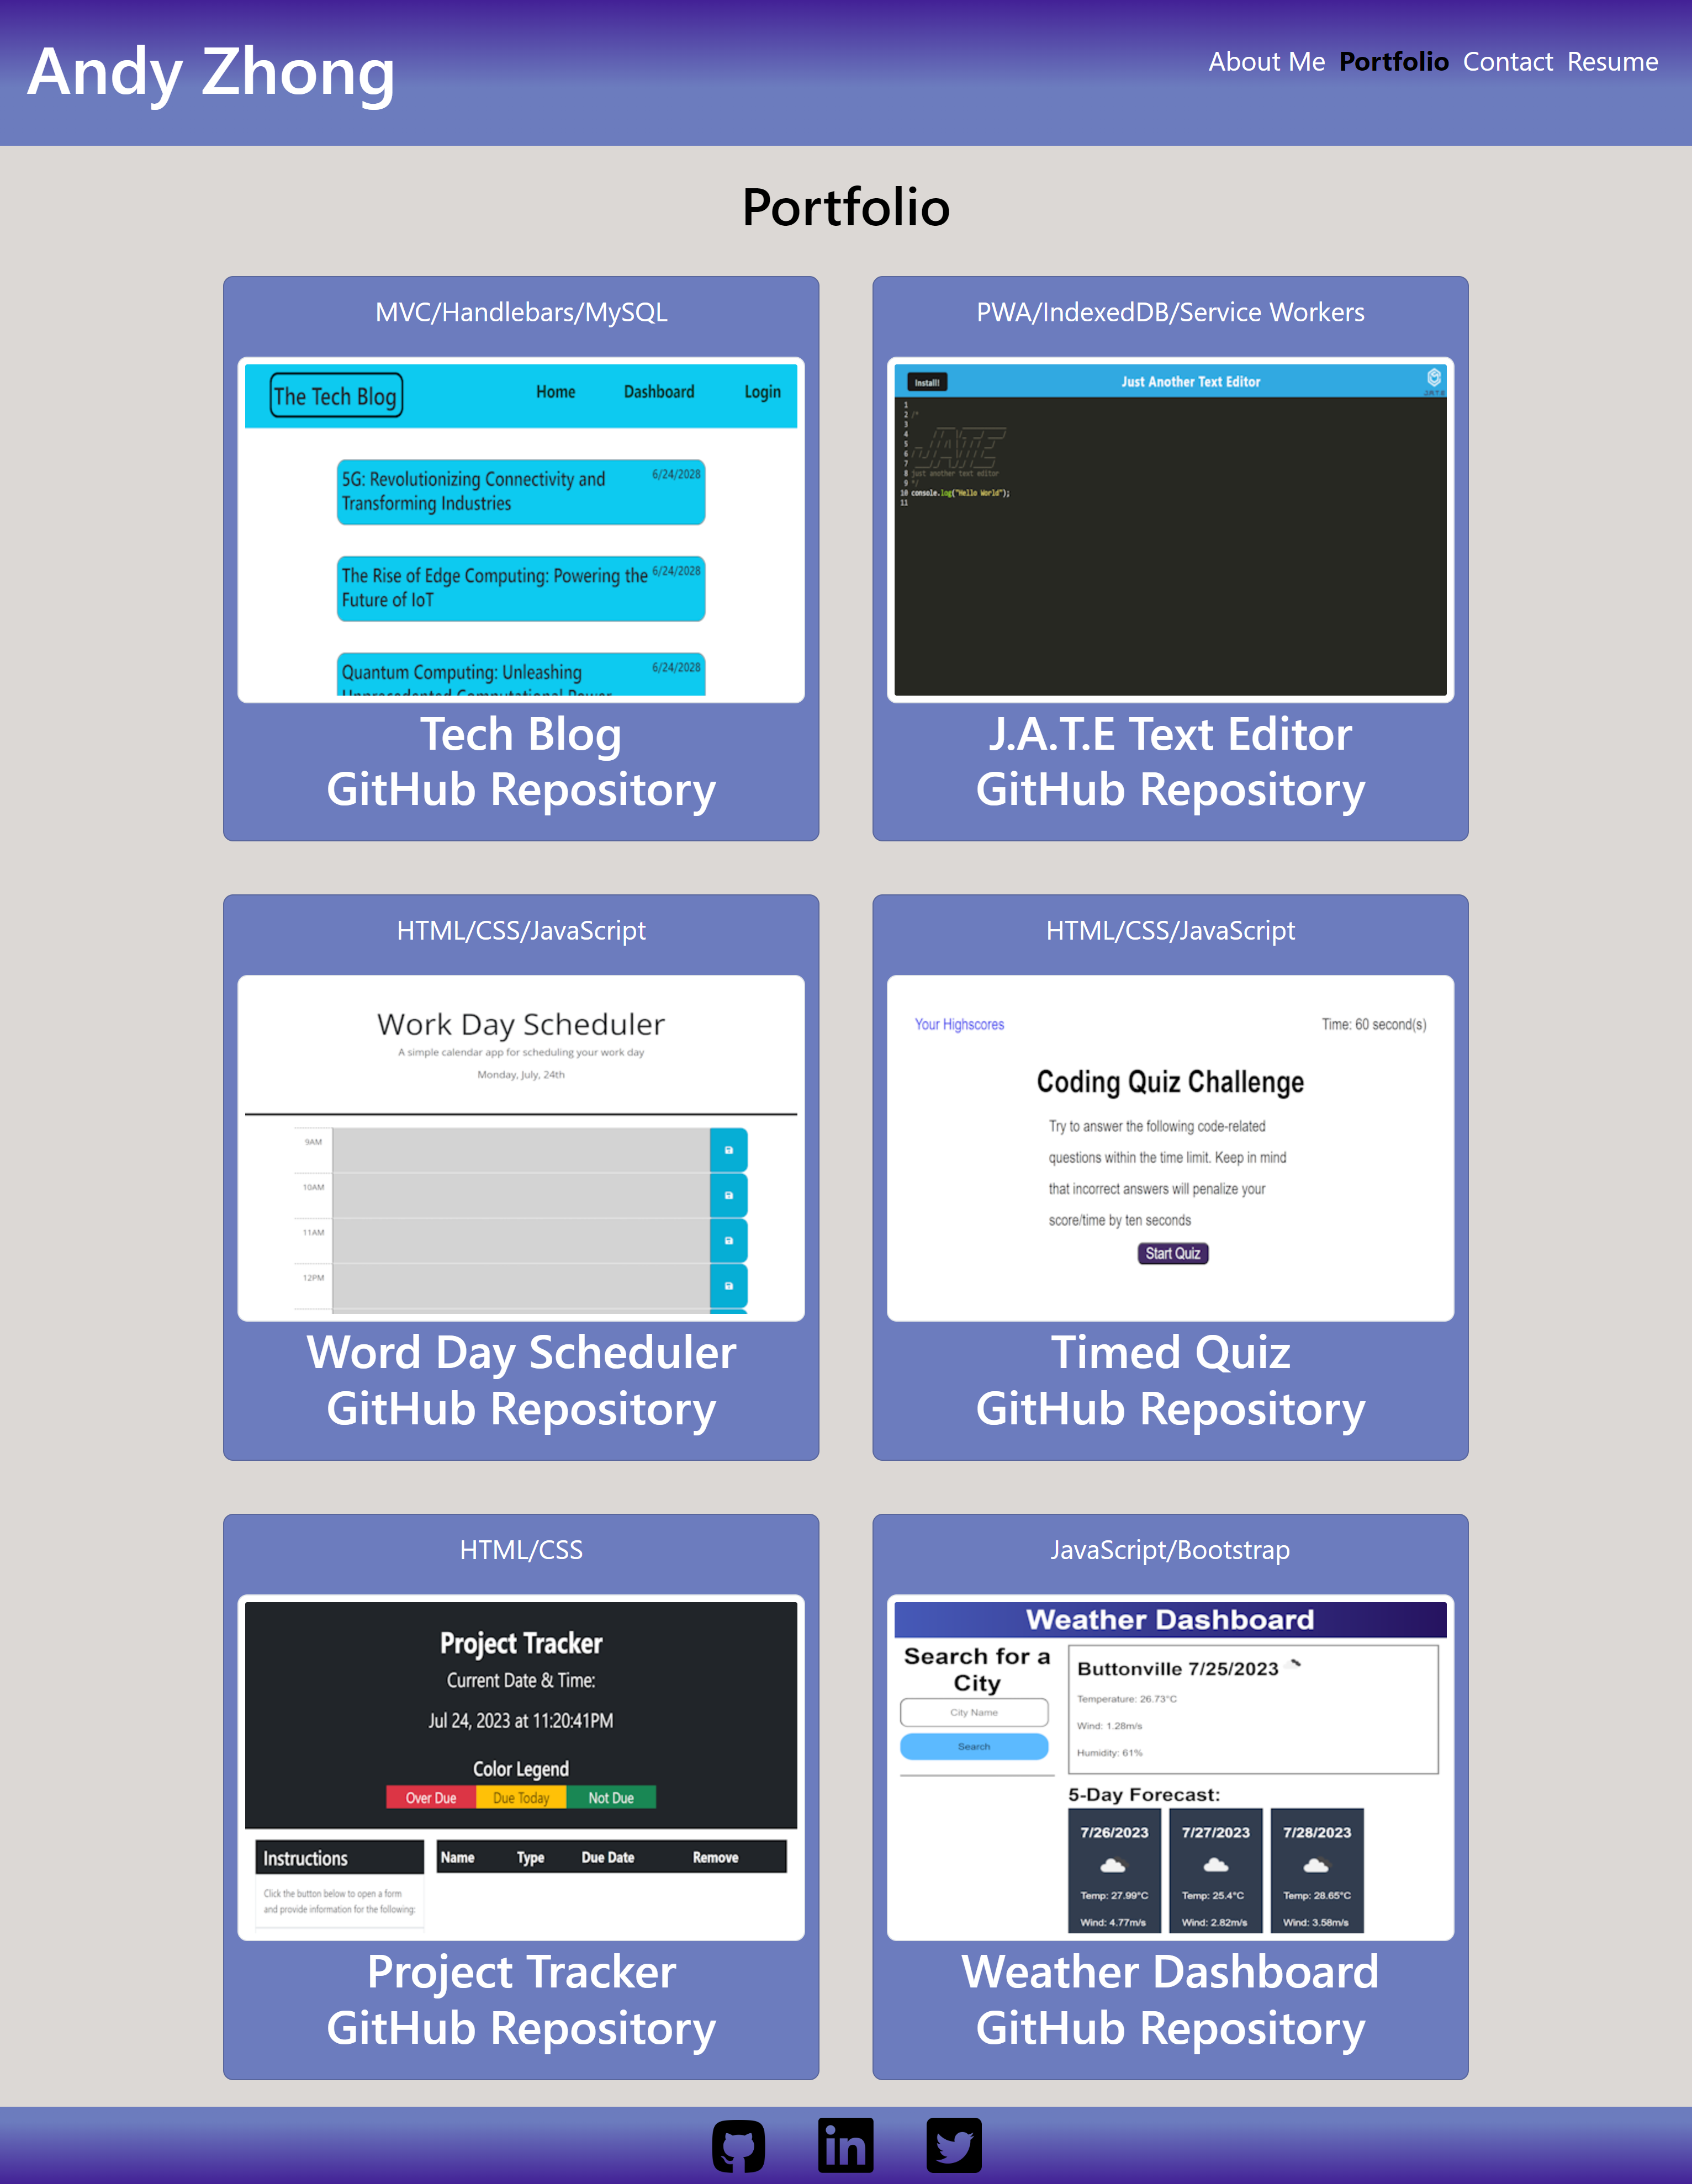 Andy Zhong
About Me Portfolio Contact Resume
Portfolio
MVC/Handlebars/MySQL
The Tech Blog
Home Dashboard Login
5G: Revolutionizing Connectivity and 6/24/2028
Transforming Industries
The Rise of Edge Computing: Powering the 6/24/2028
Future of IoT
Quantum Computing: Unleashing 6/24/2028
Unprecedented Computational Power
Tech Blog
GitHub Repository
PWA/IndexedDB/Service Workers
Install!
Just Another Text Editor
J.A.T.E
1
2 /*
3
4
5
6
7
8 just another text editor
9 */
10 console.log("Hello World");
11
J.A.T.E Text Editor
GitHub Repository
HTML/CSS/JavaScript
Work Day Scheduler
A simple calendar app for scheduling your work day
Monday, July, 24th
9AM
10AM
11AM
12PM
Word Day Scheduler
GitHub Repository
HTML/CSS/JavaScript
Your Highscores
Time: 60 second(s)
Coding Quiz Challenge
Try to answer the following code-related
questions within the time limit. Keep in mind
that incorrect answers will penalize your
score/time by ten seconds
Start Quiz
Timed Quiz
GitHub Repository
HTML/CSS
Project Tracker
Current Date & Time:
Jul 24, 2023 at 11:20:41PM
Color Legend
Over Due Due Today Not Due
Instructions
Click the button below to open a form
and provide information for the following:
Name Type Due Date Remove
Project Tracker
GitHub Repository
JavaScript/Bootstrap
Weather Dashboard
Search for a
City
City Name
Search
Buttonville 7/25/2023
Temperature: 26.73°C
Wind: 1.28m/s
Humidity: 61%
5-Day Forecast:
7/26/2023 7/27/2023 7/28/2023
Temp: 27.99°C Temp: 25.4°C Temp: 28.65°C
Wind: 4.77m/s Wind: 2.82m/s Wind: 3.58m/s
Weather Dashboard
GitHub Repository
in